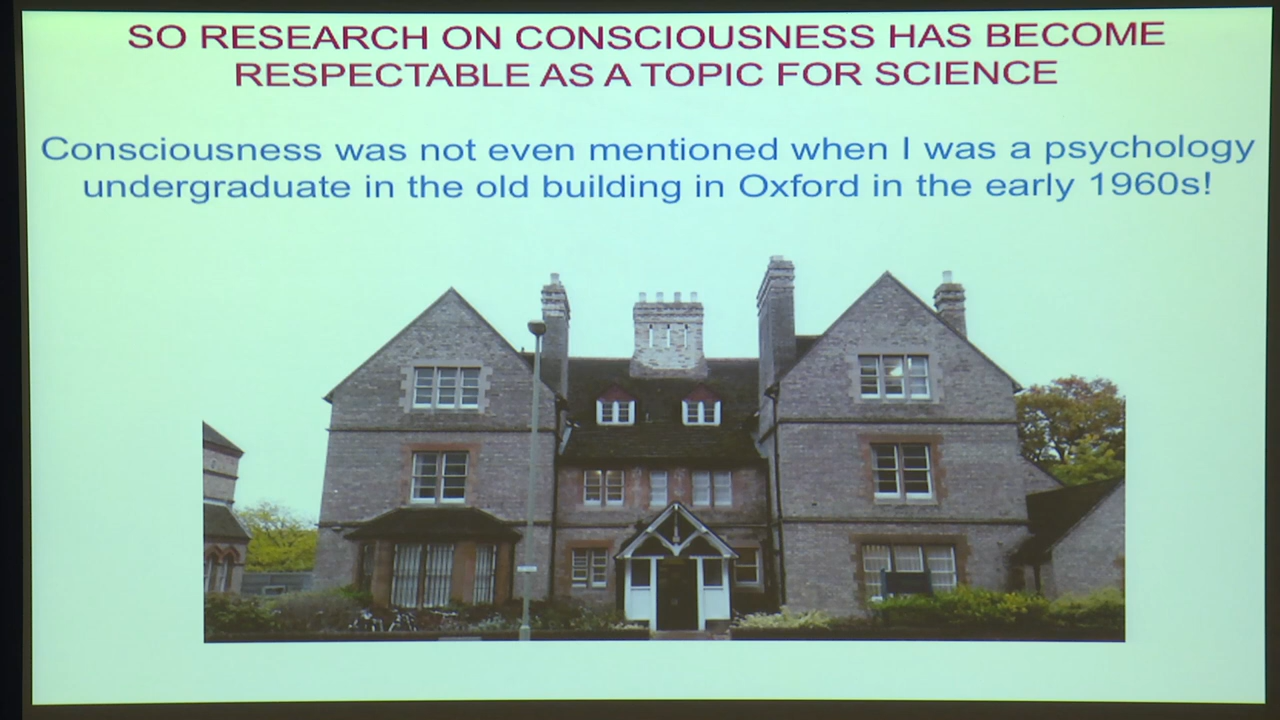 SO RESEARCH ON CONSCIOUSNESS HAS BECOME
RESPECTABLE AS A TOPIC FOR SCIENCE
Consciousness was not even mentioned when I was a psychology
undergraduate in the old building in Oxford in the early 1960s!